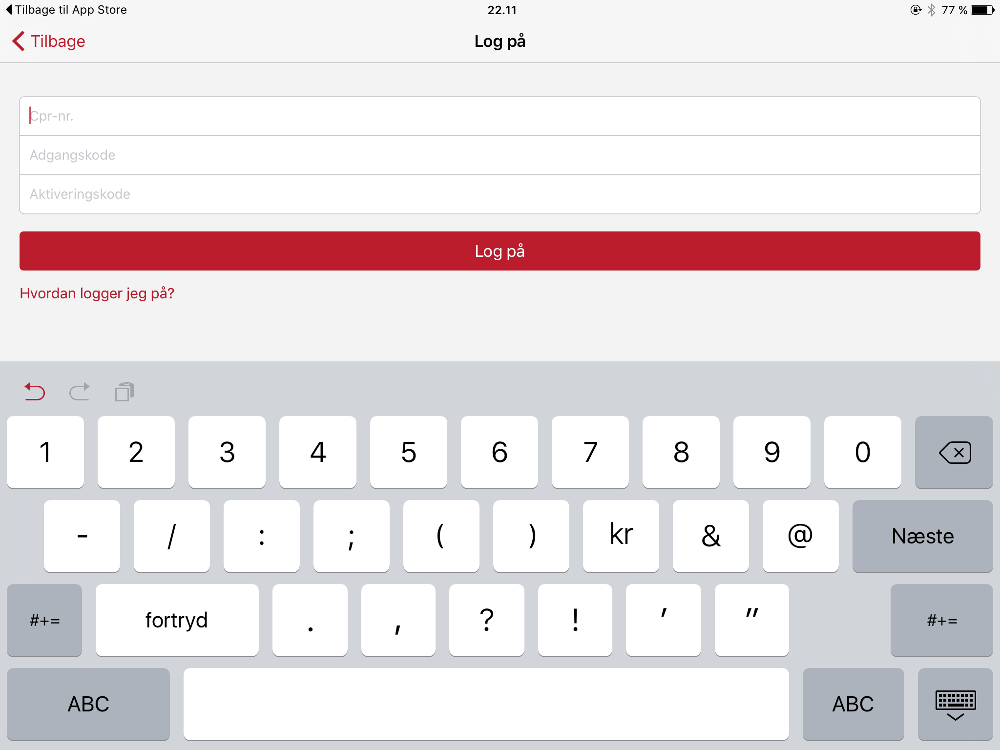 Tilbage til App Store
22.11
77 %
Tilbage
Log på
Cpr-nr.
Adgangskode
Aktiveringskode
Log på
Hvordan logger jeg på?
1 2 3 4 5 6 7 8 9 0
- / : ; ( ) kr & @ Næste
#+= fortryd . , ? ! ' " #+=
ABC ABC